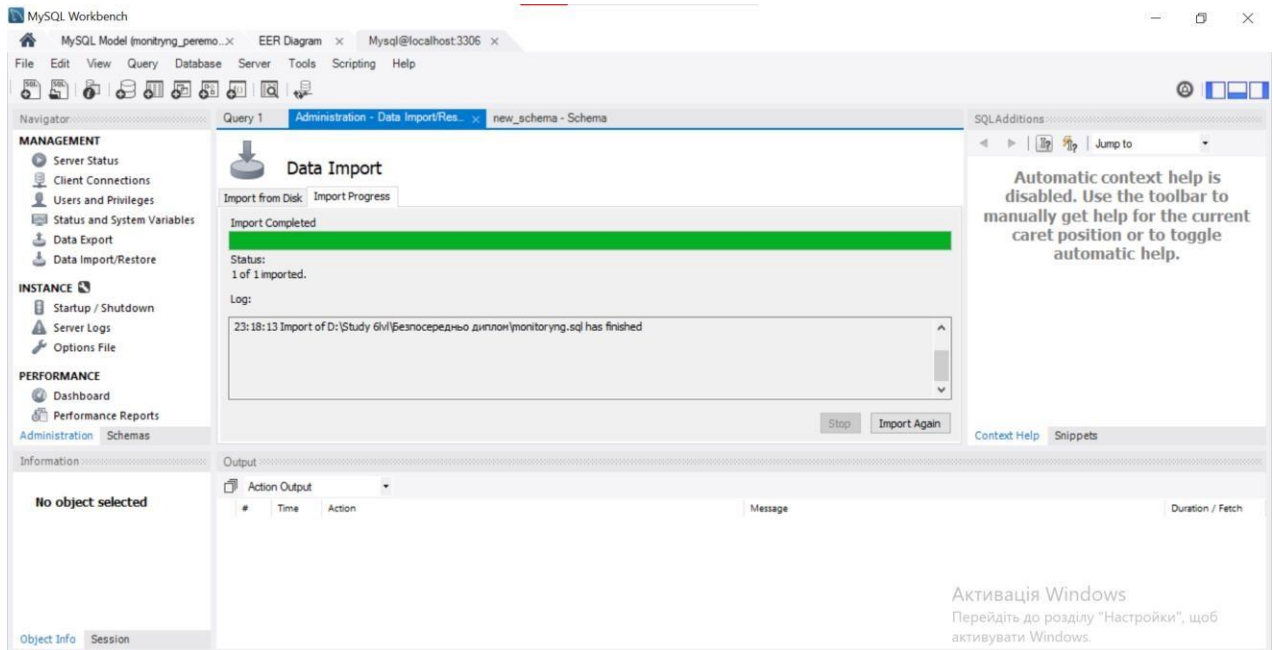 MySQL Workbench
MySQL Model (monitryng_peremo... EER Diagram Mysql@localhost:3306
File Edit View Query Database Server Tools Scripting Help
Navigator
MANAGEMENT
Server Status
Client Connections
Users and Privileges
Status and System Variables
Data Export
Data Import/Restore
INSTANCE
Startup / Shutdown
Server Logs
Options File
PERFORMANCE
Dashboard
Performance Reports
Administration Schemas
Query 1 Administration - Data Import/Res... new_schema - Schema
Data Import
Import from Disk Import Progress
Import Completed
Status:
1 of 1 imported.
Log:
23:18:13 Import of D:\Study 6lvl\Безпосередньо диплом\monitoryng.sql has finished
Stop Import Again
SQLAdditions
Jump to
Automatic context help is
disabled. Use the toolbar to
manually get help for the current
caret position or to toggle
automatic help.
Context Help Snippets
Information
No object selected
Object Info Session
Output
Action Output
# Time Action Message Duration / Fetch
Активація Windows
Перейдіть до розділу "Настройки", щоб
активувати Windows.